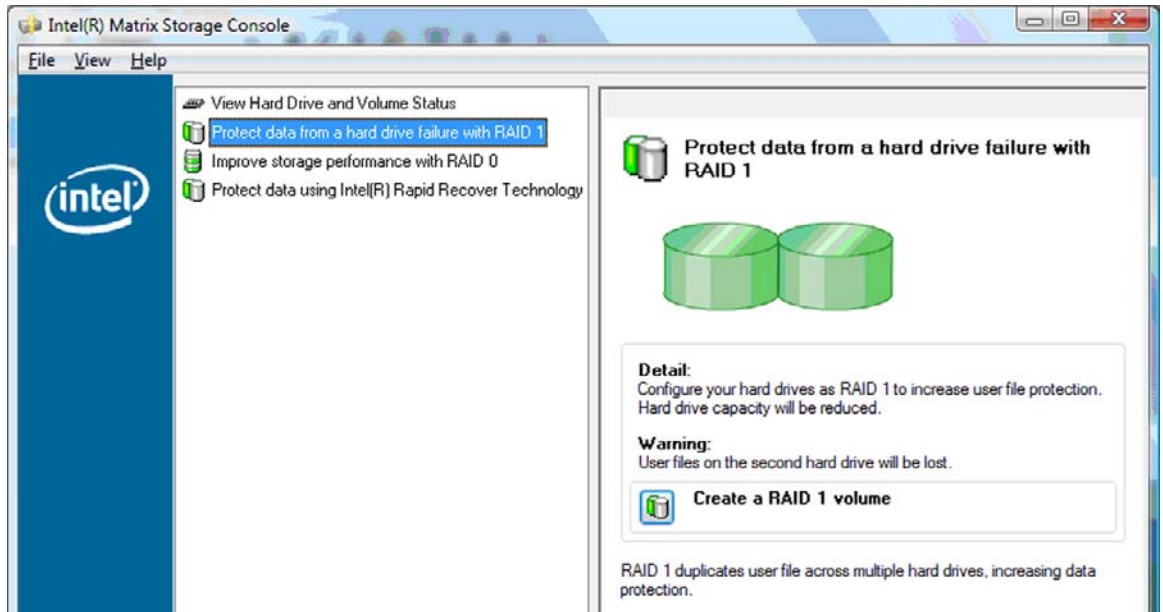 Intel(R) Matrix Storage Console
File View Help
intel
View Hard Drive and Volume Status
Protect data from a hard drive failure with RAID 1
Improve storage performance with RAID 0
Protect data using Intel(R) Rapid Recover Technology
Protect data from a hard drive failure with
RAID 1
Detail:
Configure your hard drives as RAID 1 to increase user file protection.
Hard drive capacity will be reduced.
Warning:
User files on the second hard drive will be lost.
Create a RAID 1 volume
RAID 1 duplicates user file across multiple hard drives, increasing data
protection.